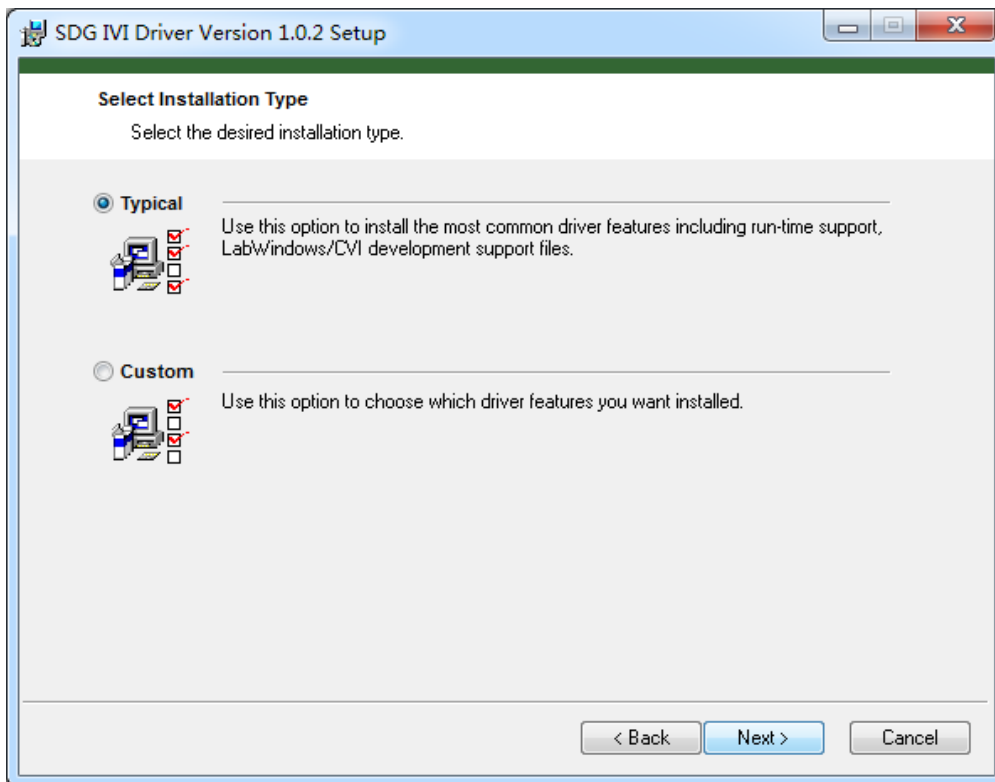 SDG IVI Driver Version 1.0.2 Setup
Select Installation Type
Select the desired installation type.
Typical
Use this option to install the most common driver features including run-time support,
LabWindows/CVI development support files.
Custom
Use this option to choose which driver features you want installed.
< Back Next > Cancel